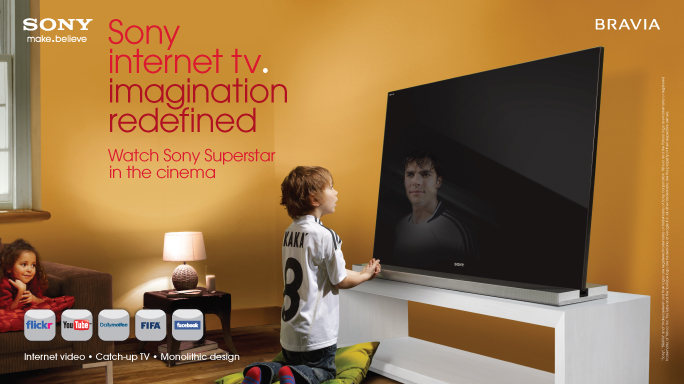 SONY
make.believe
BRAVIA
Sony
internet tv.
imagination
redefined
Watch Sony Superstar
in the cinema
KAKA'
8
SONY
flickr
YouTube
Dailymotion
FIFA
facebook
Internet video • Catch-up TV • Monolithic design